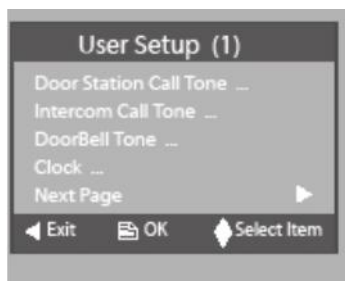 User Setup (1)
Door Station Call Tone ...
Intercom Call Tone ...
DoorBell Tone ...
Clock ...
Next Page
Exit OK Select Item